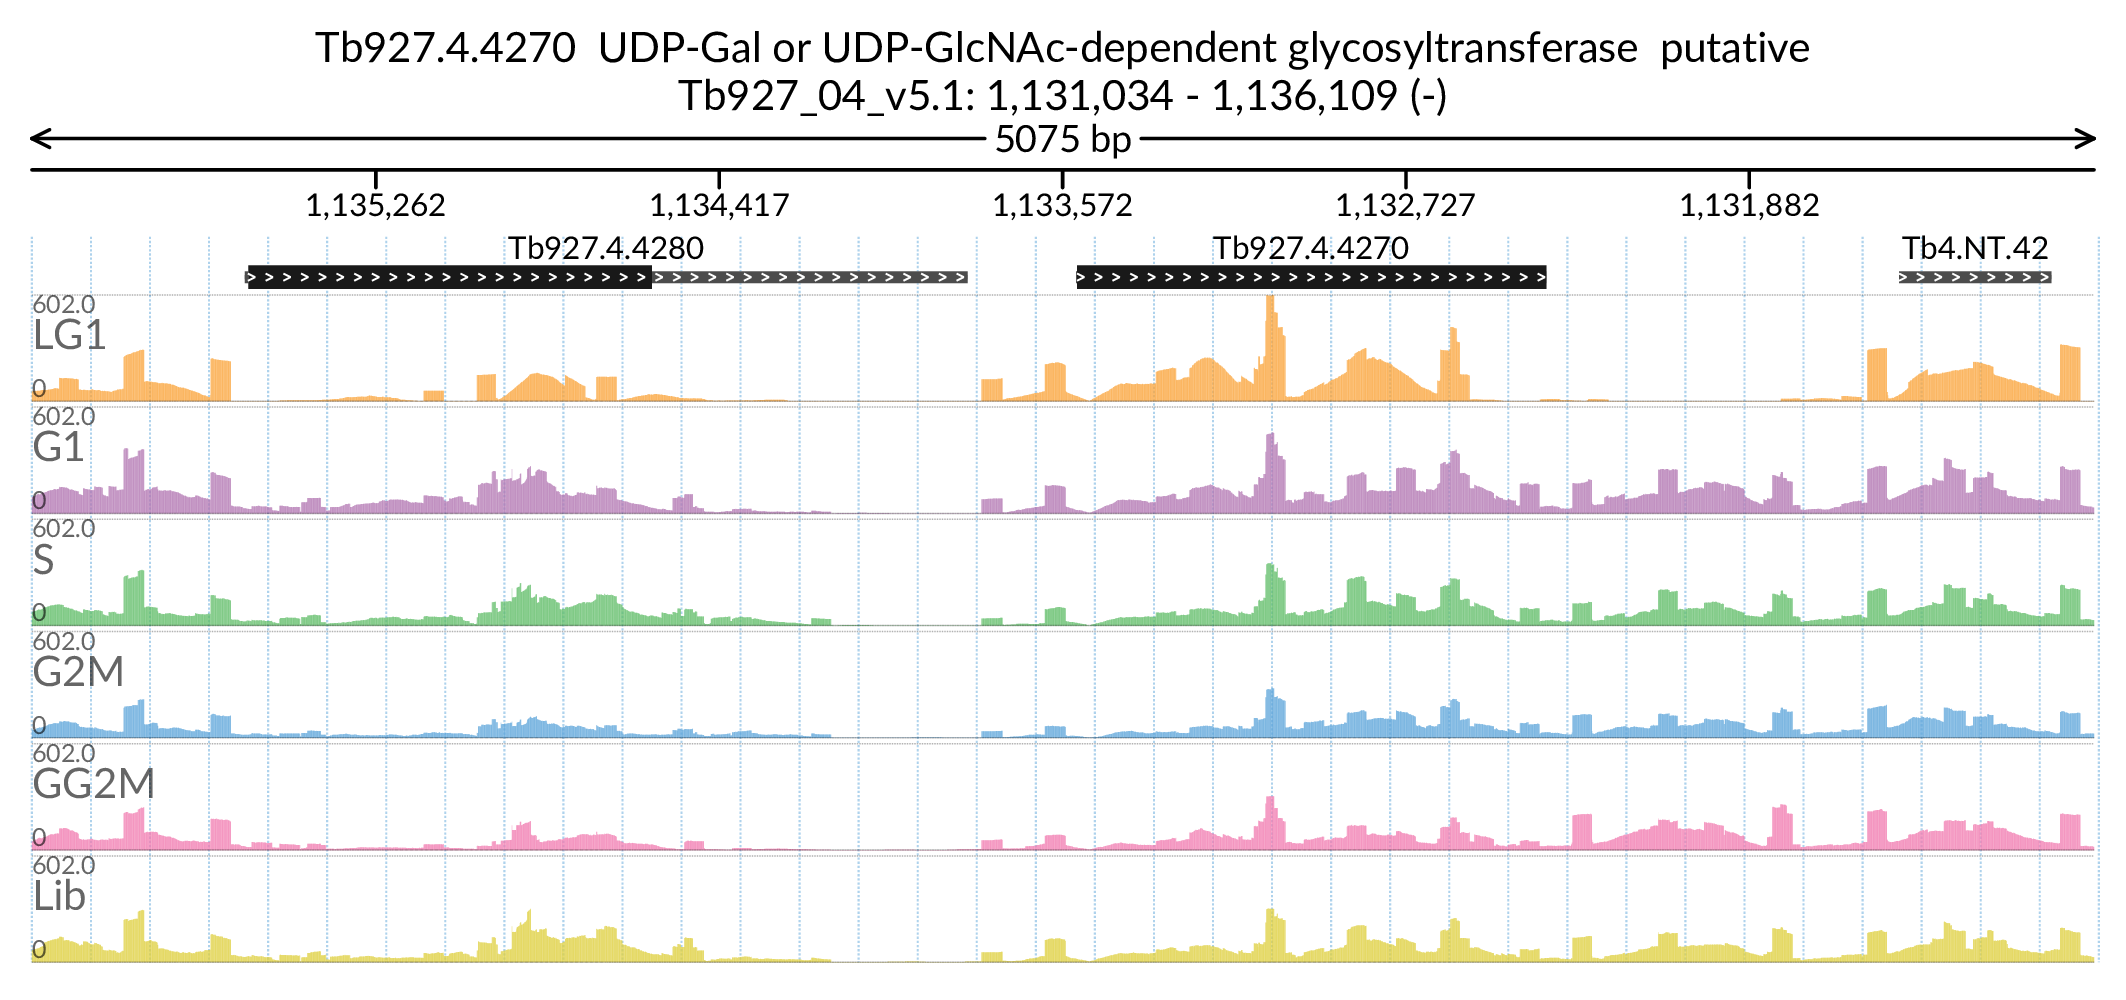 Tb927.4.4270 UDP-Gal or UDP-GlcNAc-dependent glycosyltransferase putative
Tb927_04_v5.1: 1,131,034 - 1,136,109 (-)
5075 bp
1,135,262 1,134,417 1,133,572 1,132,727 1,131,882
Tb927.4.4280 Tb927.4.4270 Tb4.NT.42
602.0
LG1
0
602.0
G1
0
602.0
S
0
602.0
G2M
0
602.0
GG2M
0
602.0
Lib
0